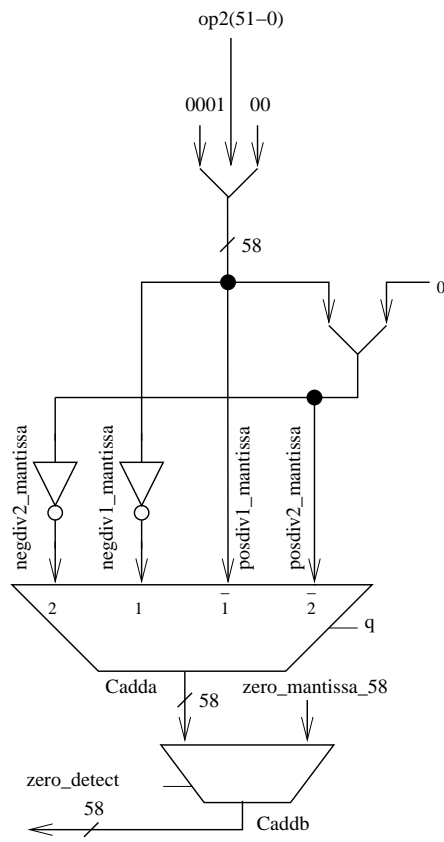 op2(51−0)
0001
00
58
0
negdiv2_mantissa
negdiv1_mantissa
posdiv1_mantissa
posdiv2_mantissa
2
1
1̅
2̅
q
Cadda
58
zero_mantissa_58
zero_detect
58
Caddb